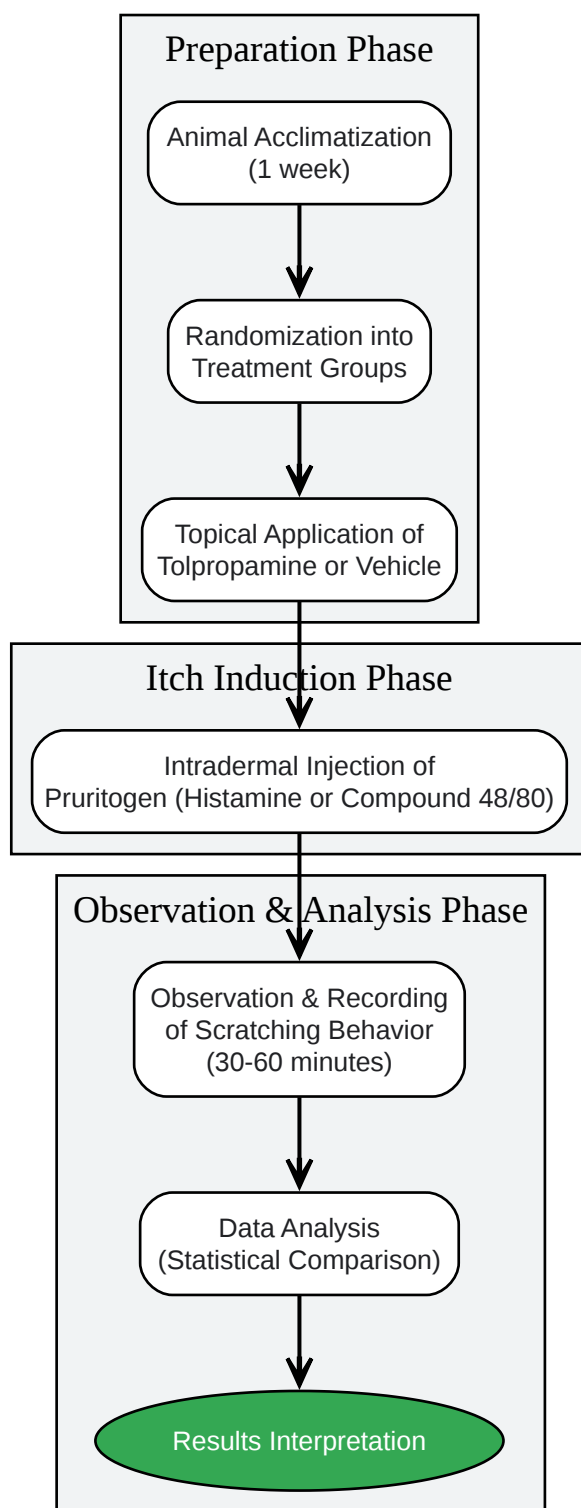 Preparation Phase
Animal Acclimatization
(1 week)
Randomization into
Treatment Groups
Topical Application of
Tolpropamine or Vehicle
Itch Induction Phase
Intradermal Injection of
Pruritogen (Histamine or Compound 48/80)
Observation & Analysis Phase
Observation & Recording
of Scratching Behavior
(30-60 minutes)
Data Analysis
(Statistical Comparison)
Results Interpretation